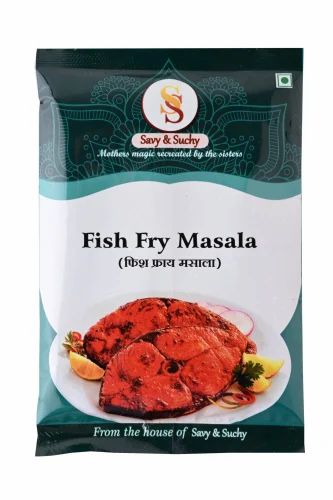 SS
Savy & Suchy
Mothers magic recreated by the sisters
Fish Fry Masala
(फिश फ्राय मसाला)
From the house of Savy & Suchy